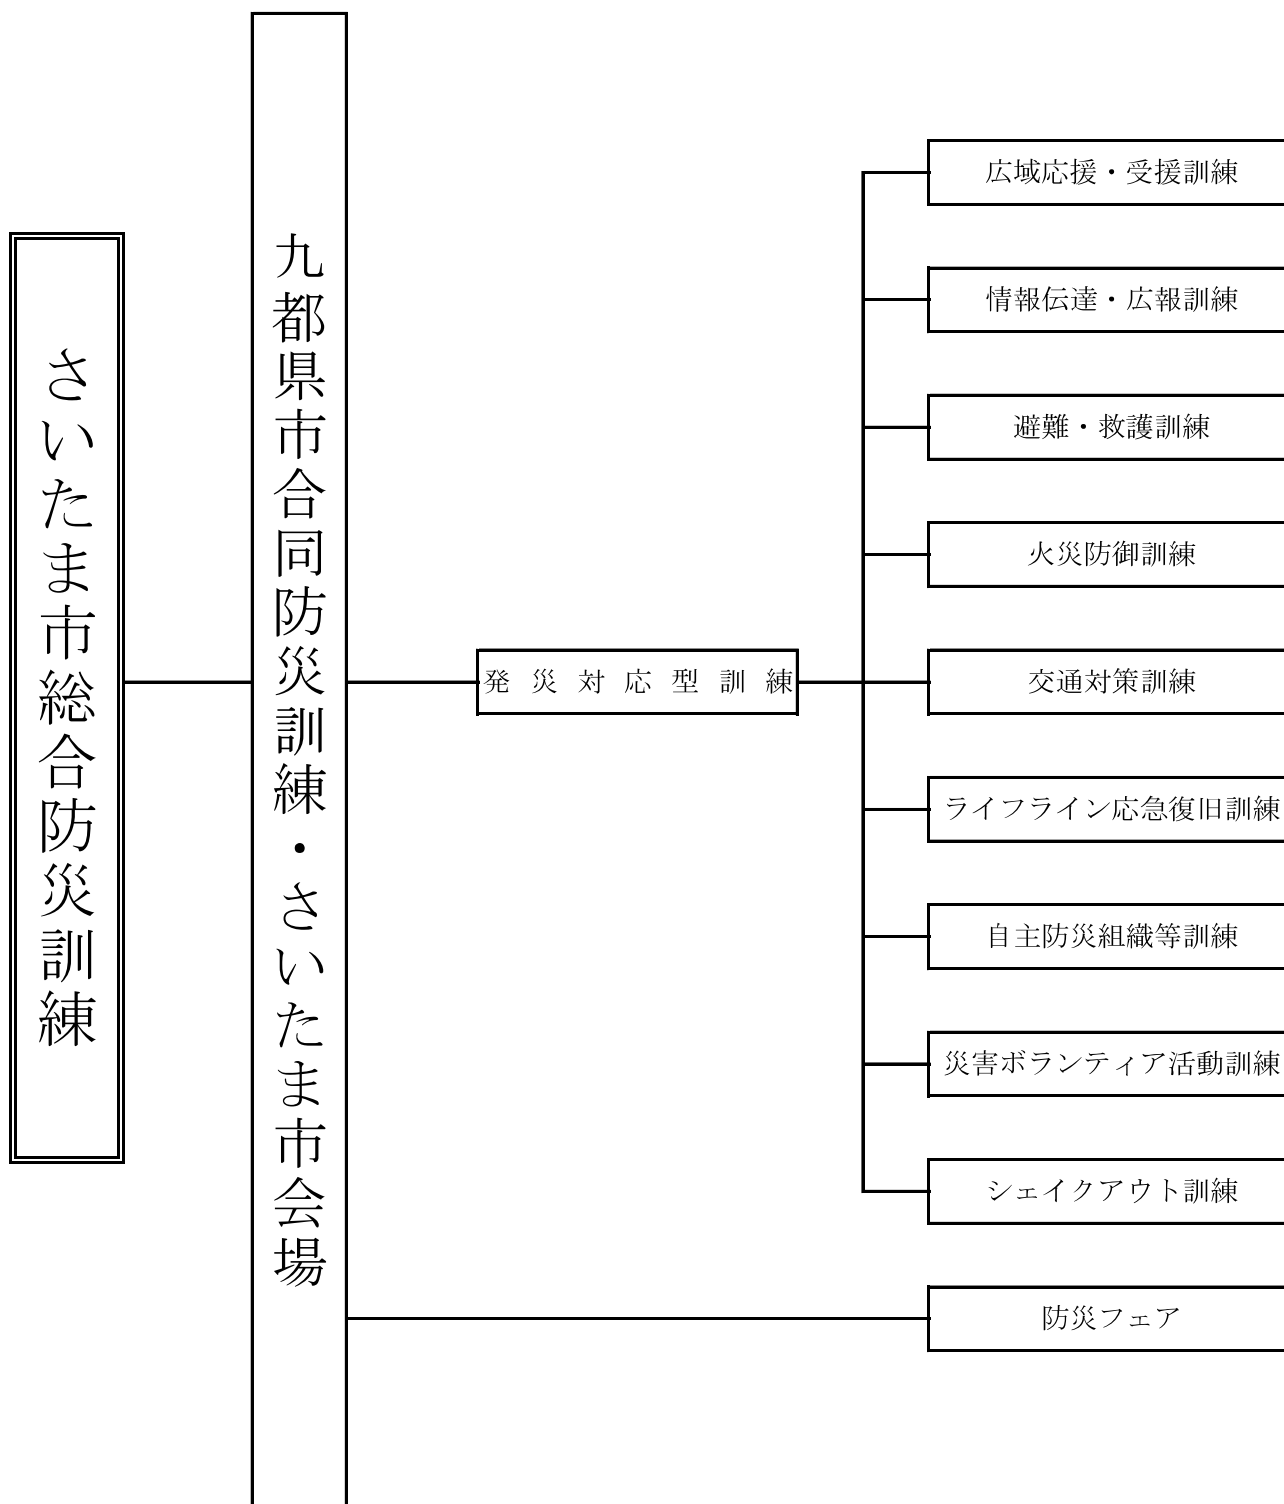 さいたま市総合防災訓練
九都県市合同防災訓練・さいたま市会場
発災対応型訓練
広域応援・受援訓練
情報伝達・広報訓練
避難・救護訓練
火災防御訓練
交通対策訓練
ライフライン応急復旧訓練
自主防災組織等訓練
災害ボランティア活動訓練
シェイクアウト訓練
防災フェア